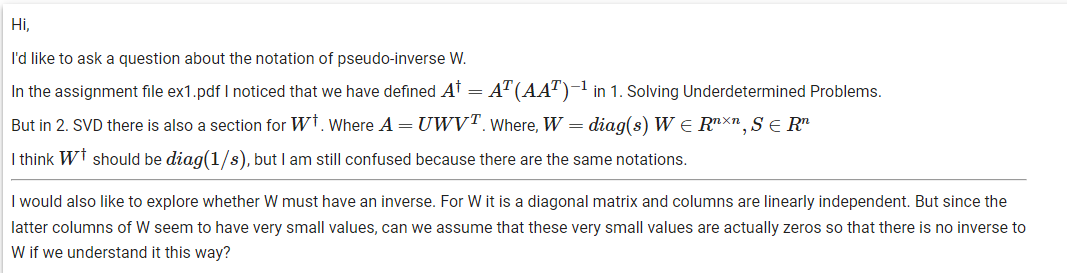 Hi,
I'd like to ask a question about the notation of pseudo-inverse W.
In the assignment file ex1.pdf I noticed that we have defined A† = Aᵀ(AAᵀ)⁻¹ in 1. Solving Underdetermined Problems.
But in 2. SVD there is also a section for W†. Where A = UWVᵀ. Where, W = diag(s) W ∈ Rⁿˣⁿ, S ∈ Rⁿ
I think W† should be diag(1/s), but I am still confused because there are the same notations.
I would also like to explore whether W must have an inverse. For W it is a diagonal matrix and columns are linearly independent. But since the
latter columns of W seem to have very small values, can we assume that these very small values are actually zeros so that there is no inverse to
W if we understand it this way?